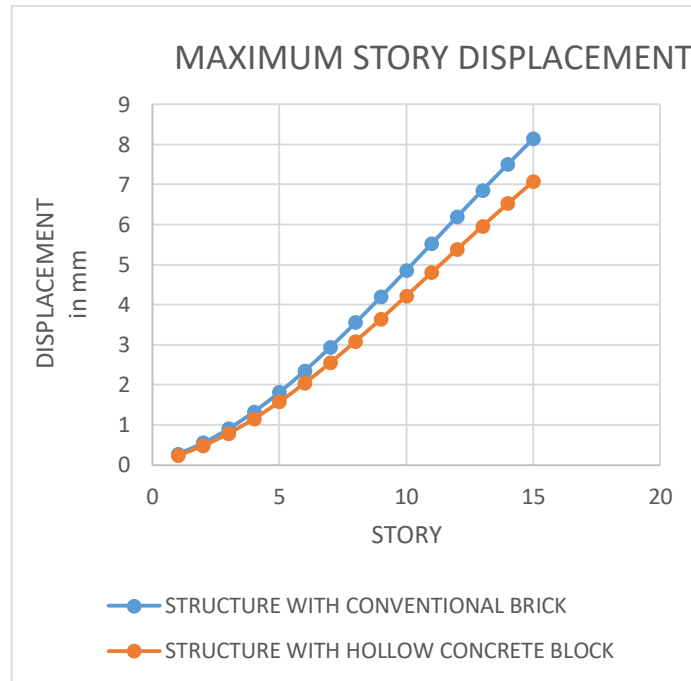 MAXIMUM STORY DISPLACEMENT
9
8
7
6
5
4
3
2
1
0
DISPLACEMENT
in mm
0 5 10 15 20
STORY
STRUCTURE WITH CONVENTIONAL BRICK
STRUCTURE WITH HOLLOW CONCRETE BLOCK